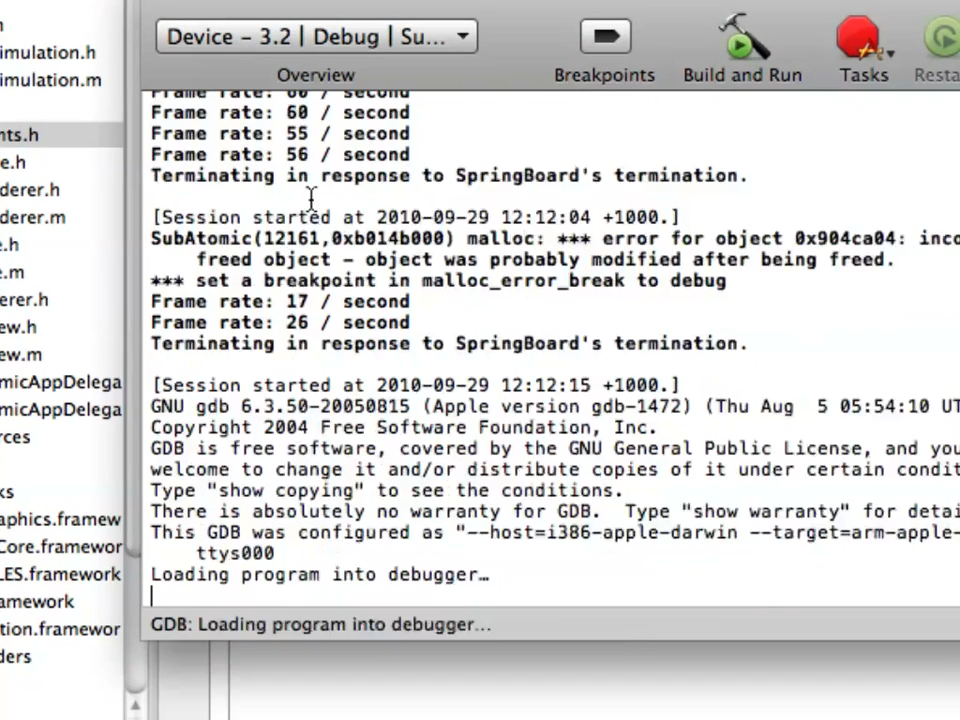 imulation.h
imulation.m
nts.h
e.h
derer.h
derer.m
e.h
e.m
erer.h
ew.h
ew.m
micAppDelega
micAppDelega
rces
ks
aphics.framew
Core.framewor
LES.framework
amework
tion.framewor
ders
Device - 3.2 | Debug | Su...
Overview
Breakpoints
Build and Run
Tasks
Resta
Frame rate: 60 / second
Frame rate: 60 / second
Frame rate: 55 / second
Frame rate: 56 / second
Terminating in response to SpringBoard's termination.
[Session started at 2010-09-29 12:12:04 +1000.]
SubAtomic(12161,0xb014b000) malloc: *** error for object 0x904ca04: inco
freed object - object was probably modified after being freed.
*** set a breakpoint in malloc_error_break to debug
Frame rate: 17 / second
Frame rate: 26 / second
Terminating in response to SpringBoard's termination.
[Session started at 2010-09-29 12:12:15 +1000.]
GNU gdb 6.3.50-20050815 (Apple version gdb-1472) (Thu Aug  5 05:54:10 UT
Copyright 2004 Free Software Foundation, Inc.
GDB is free software, covered by the GNU General Public License, and you
welcome to change it and/or distribute copies of it under certain condit
Type "show copying" to see the conditions.
There is absolutely no warranty for GDB.  Type "show warranty" for detai
This GDB was configured as "--host=i386-apple-darwin --target=arm-apple-
ttys000
Loading program into debugger…
GDB: Loading program into debugger...